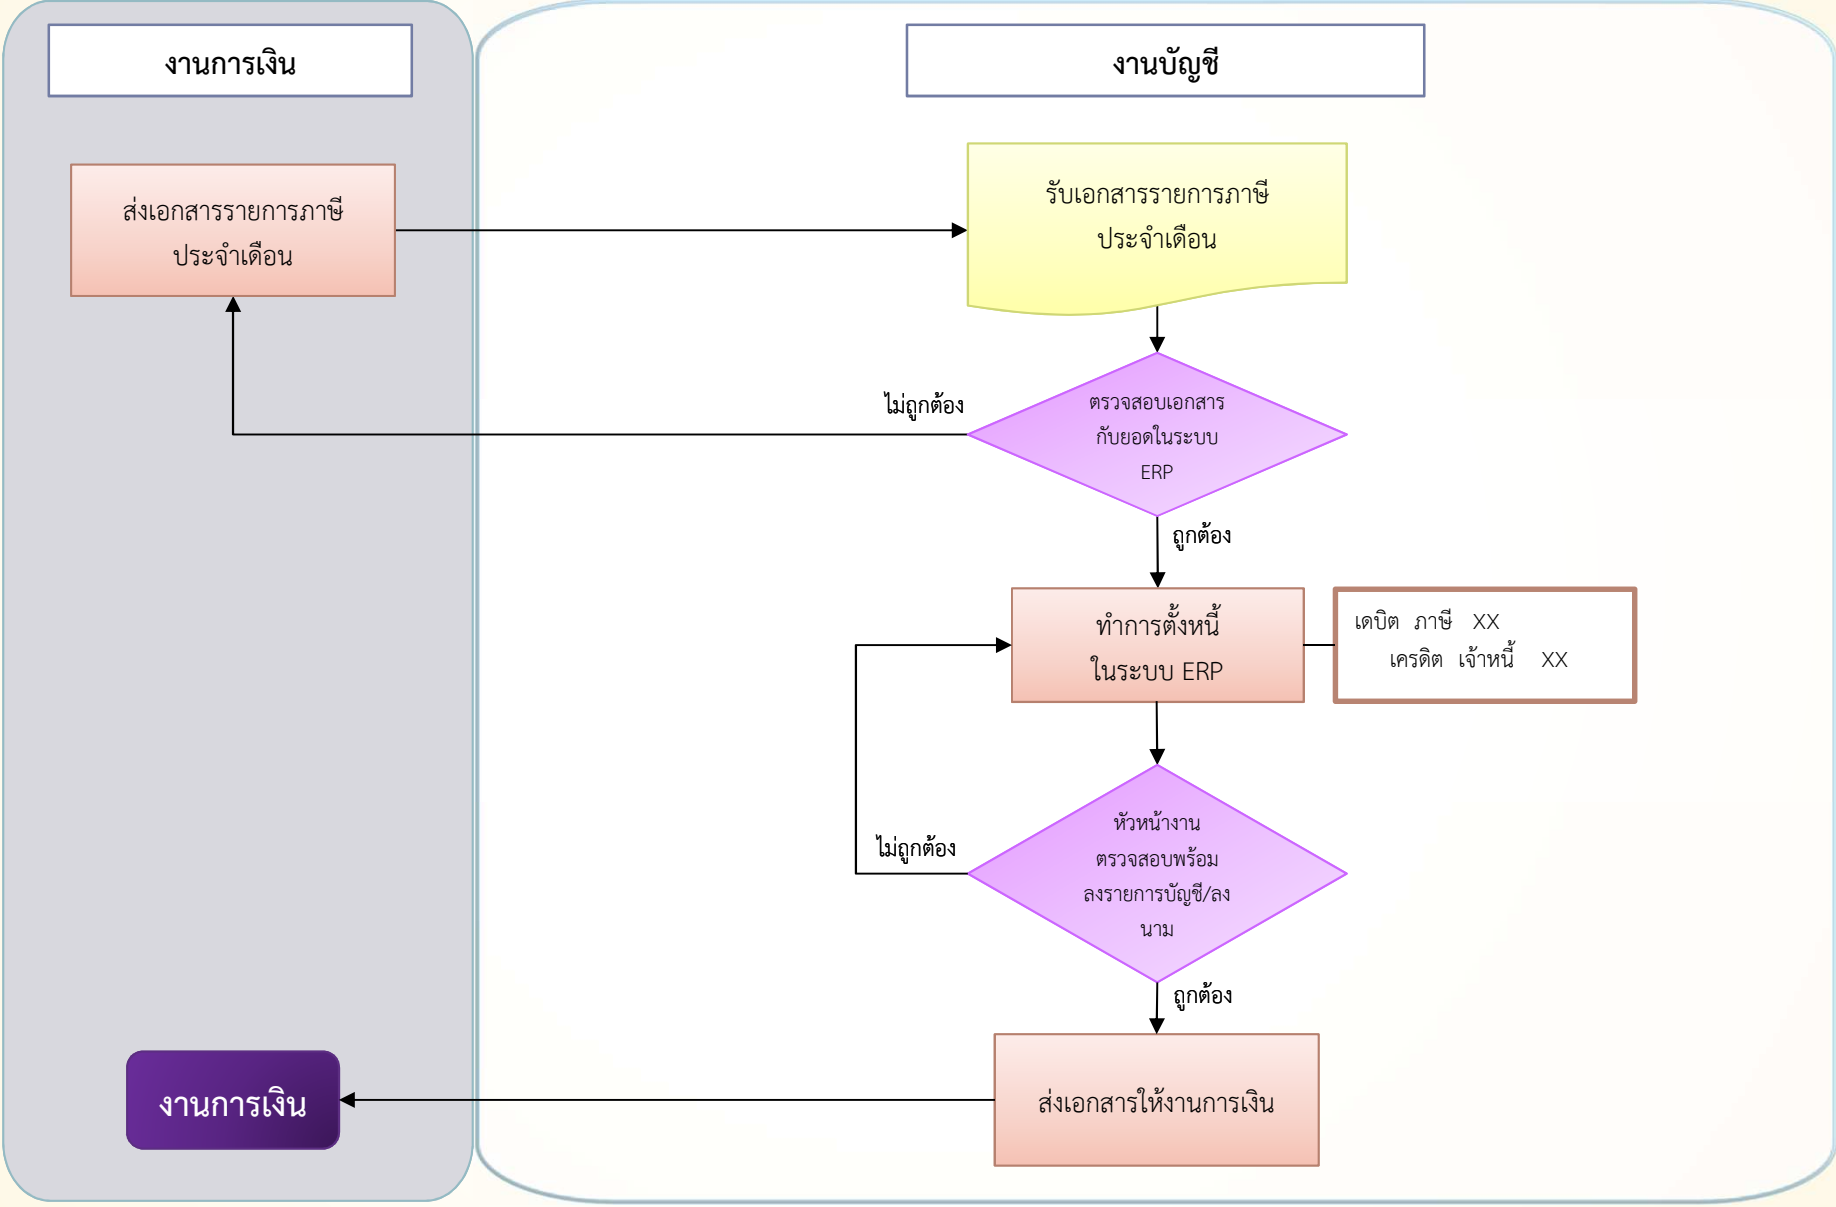 งานการเงิน
งานบัญชี
ส่งเอกสารรายการภาษี
ประจำเดือน
รับเอกสารรายการภาษี
ประจำเดือน
ไม่ถูกต้อง
ตรวจสอบเอกสาร
กับยอดในระบบ
ERP
ถูกต้อง
ทำการตั้งหนี้
ในระบบ ERP
เดบิต ภาษี XX
เครดิต เจ้าหนี้ XX
ไม่ถูกต้อง
หัวหน้างาน
ตรวจสอบพร้อม
ลงรายการบัญชี/ลง
นาม
ถูกต้อง
งานการเงิน
ส่งเอกสารให้งานการเงิน